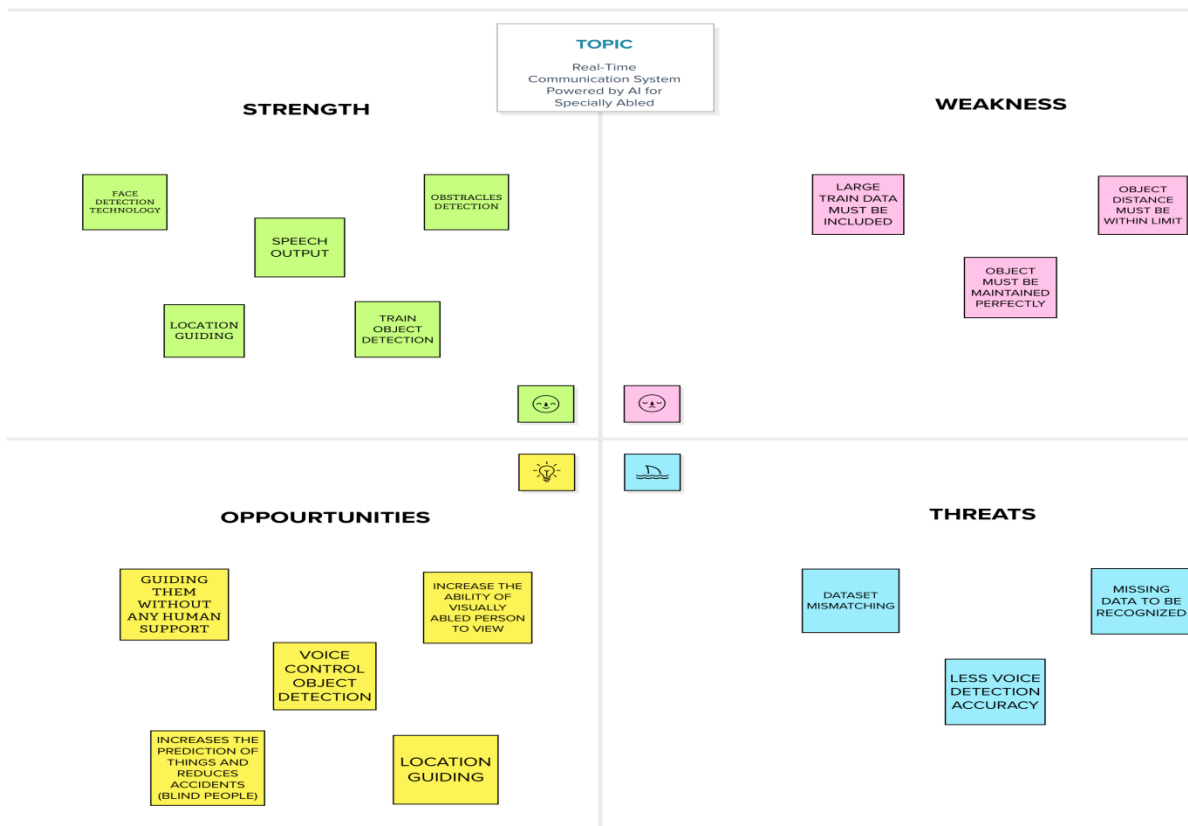 TOPIC
Real-Time
Communication System
Powered by AI for
Specially Abled
STRENGTH
FACE
DETECTION
TECHNOLOGY
OBSTRACLES
DETECTION
SPEECH
OUTPUT
LOCATION
GUIDING
TRAIN
OBJECT
DETECTION
WEAKNESS
LARGE
TRAIN DATA
MUST BE
INCLUDED
OBJECT
DISTANCE
MUST BE
WITHIN LIMIT
OBJECT
MUST BE
MAINTAINED
PERFECTLY
OPPOURTUNITIES
GUIDING
THEM
WITHOUT
ANY HUMAN
SUPPORT
INCREASE THE
ABILITY OF
VISUALLY
ABLED PERSON
TO VIEW
VOICE
CONTROL
OBJECT
DETECTION
INCREASES THE
PREDICTION OF
THINGS AND
REDUCES
ACCIDENTS
(BLIND PEOPLE)
LOCATION
GUIDING
THREATS
DATASET
MISMATCHING
MISSING
DATA TO BE
RECOGNIZED
LESS VOICE
DETECTION
ACCURACY